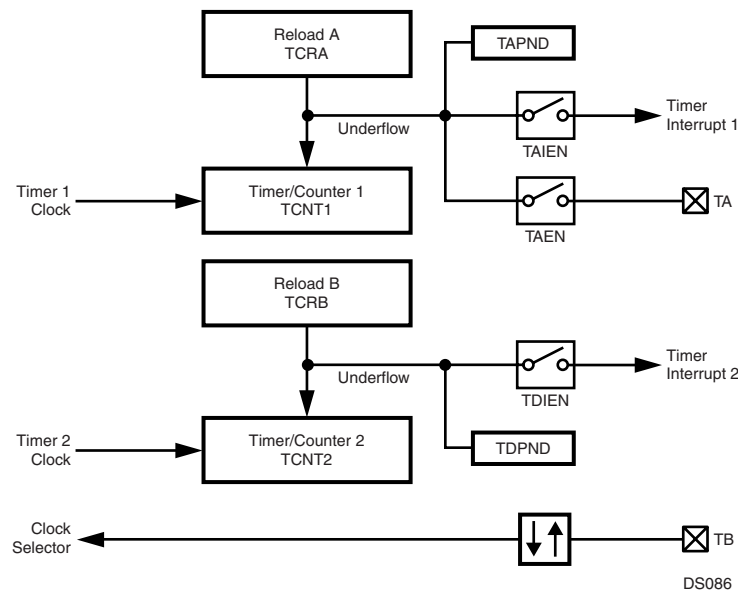 Reload A
TCRA
TAPND
Underflow
Timer
Interrupt 1
TAIEN
Timer 1
Clock
Timer/Counter 1
TCNT1
TAEN
TA
Reload B
TCRB
Underflow
Timer
Interrupt 2
TDIEN
Timer 2
Clock
Timer/Counter 2
TCNT2
TDPND
Clock
Selector
TB
DS086